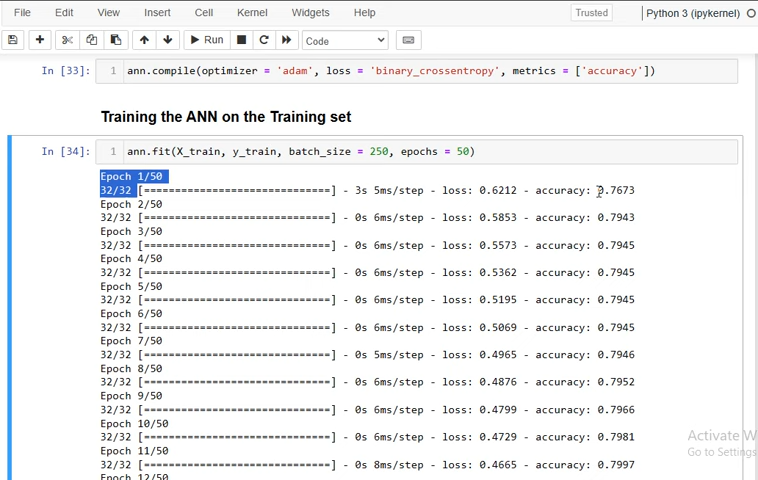 File Edit View Insert Cell Kernel Widgets Help Trusted Python 3 (ipykernel)
Run Code
In [33]: 1 ann.compile(optimizer = 'adam', loss = 'binary_crossentropy', metrics = ['accuracy'])
Training the ANN on the Training set
In [34]: 1 ann.fit(X_train, y_train, batch_size = 250, epochs = 50)
Epoch 1/50
32/32 [==============================] - 3s 5ms/step - loss: 0.6212 - accuracy: 0.7673
Epoch 2/50
32/32 [==============================] - 0s 6ms/step - loss: 0.5853 - accuracy: 0.7943
Epoch 3/50
32/32 [==============================] - 0s 6ms/step - loss: 0.5573 - accuracy: 0.7945
Epoch 4/50
32/32 [==============================] - 0s 6ms/step - loss: 0.5362 - accuracy: 0.7945
Epoch 5/50
32/32 [==============================] - 0s 6ms/step - loss: 0.5195 - accuracy: 0.7945
Epoch 6/50
32/32 [==============================] - 0s 6ms/step - loss: 0.5069 - accuracy: 0.7945
Epoch 7/50
32/32 [==============================] - 0s 5ms/step - loss: 0.4965 - accuracy: 0.7946
Epoch 8/50
32/32 [==============================] - 0s 6ms/step - loss: 0.4876 - accuracy: 0.7952
Epoch 9/50
32/32 [==============================] - 0s 6ms/step - loss: 0.4799 - accuracy: 0.7966
Epoch 10/50
32/32 [==============================] - 0s 6ms/step - loss: 0.4729 - accuracy: 0.7981
Epoch 11/50
32/32 [==============================] - 0s 8ms/step - loss: 0.4665 - accuracy: 0.7997
Epoch 12/50
Activate W
Go to Settings